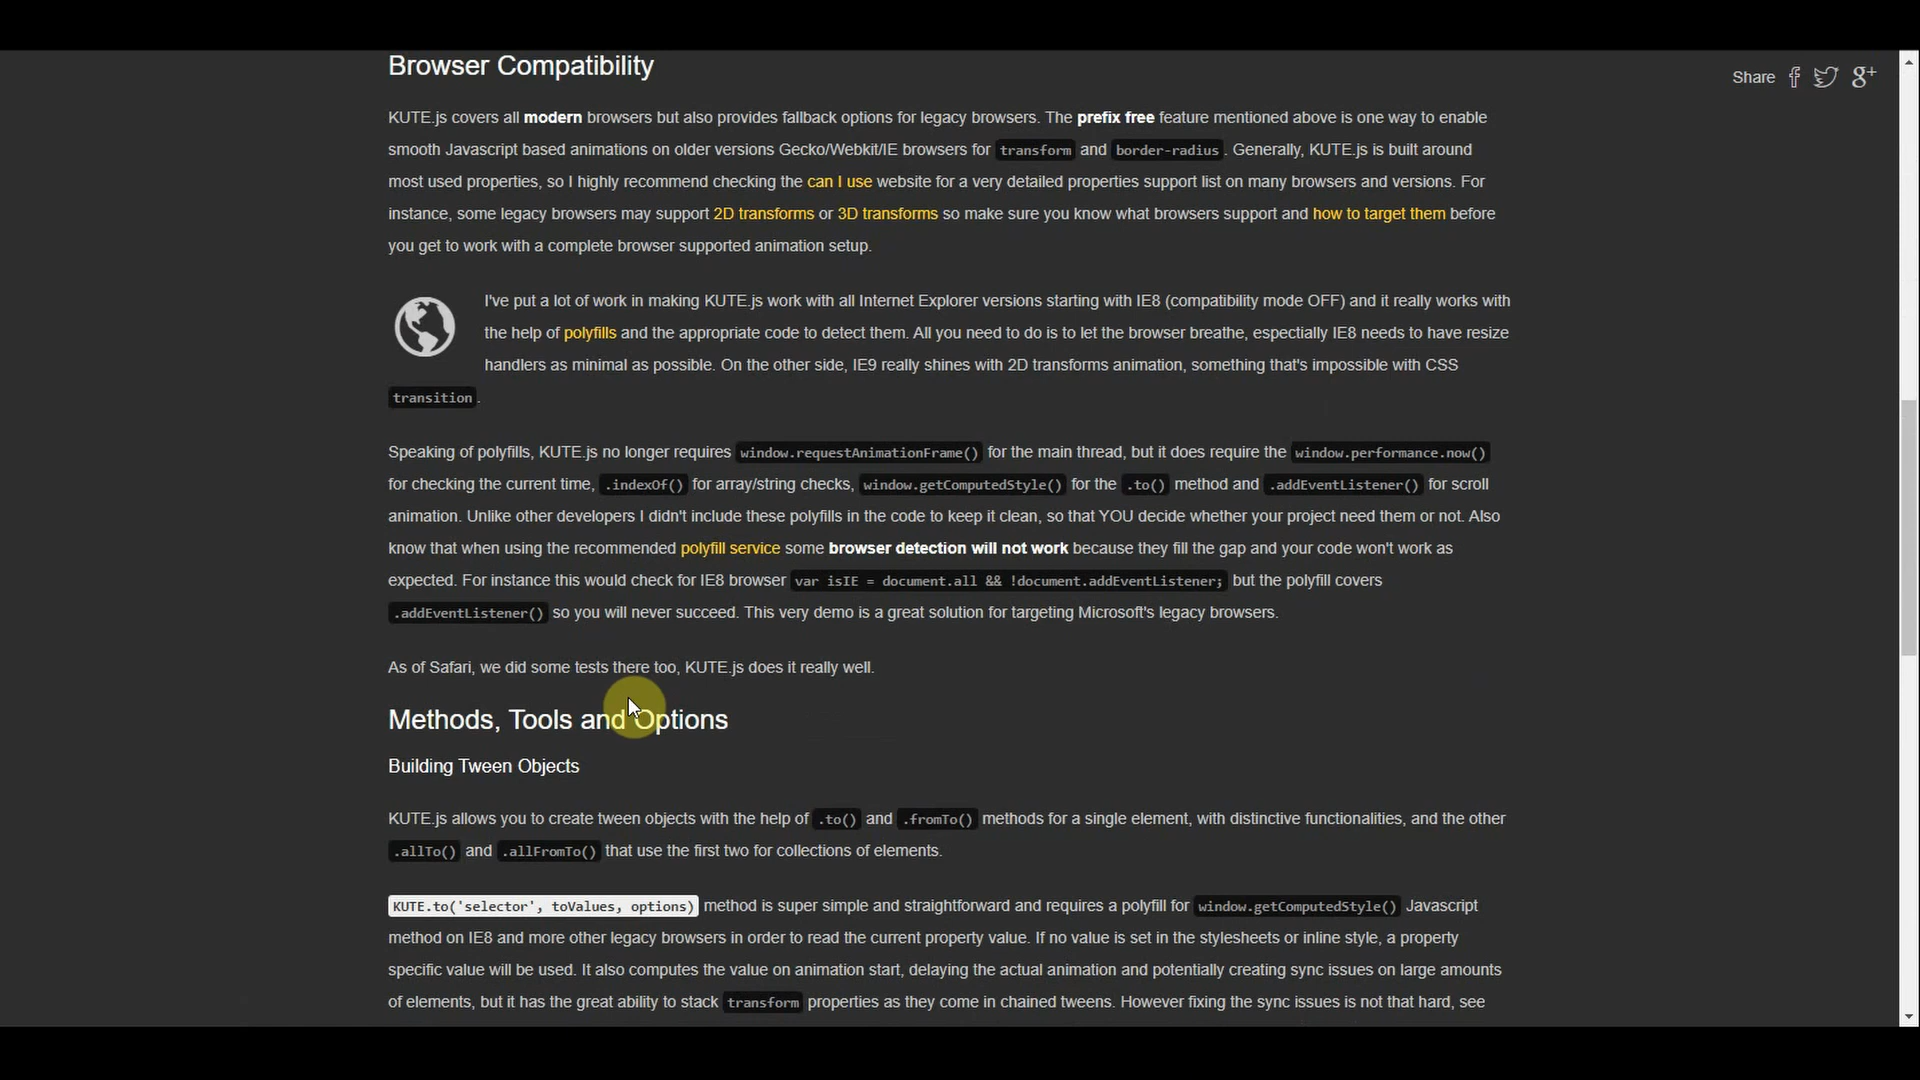 Browser Compatibility
Share
KUTE.js covers all modern browsers but also provides fallback options for legacy browsers. The prefix free feature mentioned above is one way to enable
smooth Javascript based animations on older versions Gecko/Webkit/IE browsers for transform and border-radius. Generally, KUTE.js is built around
most used properties, so I highly recommend checking the can I use website for a very detailed properties support list on many browsers and versions. For
instance, some legacy browsers may support 2D transforms or 3D transforms so make sure you know what browsers support and how to target them before
you get to work with a complete browser supported animation setup.
I've put a lot of work in making KUTE.js work with all Internet Explorer versions starting with IE8 (compatibility mode OFF) and it really works with
the help of polyfills and the appropriate code to detect them. All you need to do is to let the browser breathe, especially IE8 needs to have resize
handlers as minimal as possible. On the other side, IE9 really shines with 2D transforms animation, something that's impossible with CSS
transition.
Speaking of polyfills, KUTE.js no longer requires window.requestAnimationFrame() for the main thread, but it does require the window.performance.now()
for checking the current time, .indexOf() for array/string checks, window.getComputedStyle() for the .to() method and .addEventListener() for scroll
animation. Unlike other developers I didn't include these polyfills in the code to keep it clean, so that YOU decide whether your project need them or not. Also
know that when using the recommended polyfill service some browser detection will not work because they fill the gap and your code won't work as
expected. For instance this would check for IE8 browser var isIE = document.all && !document.addEventListener; but the polyfill covers
.addEventListener() so you will never succeed. This very demo is a great solution for targeting Microsoft's legacy browsers.
As of Safari, we did some tests there too, KUTE.js does it really well.
Methods, Tools and Options
Building Tween Objects
KUTE.js allows you to create tween objects with the help of .to() and .fromTo() methods for a single element, with distinctive functionalities, and the other
.allTo() and .allFromTo() that use the first two for collections of elements.
KUTE.to('selector', toValues, options) method is super simple and straightforward and requires a polyfill for window.getComputedStyle() Javascript
method on IE8 and more other legacy browsers in order to read the current property value. If no value is set in the stylesheets or inline style, a property
specific value will be used. It also computes the value on animation start, delaying the actual animation and potentially creating sync issues on large amounts
of elements, but it has the great ability to stack transform properties as they come in chained tweens. However fixing the sync issues is not that hard, see